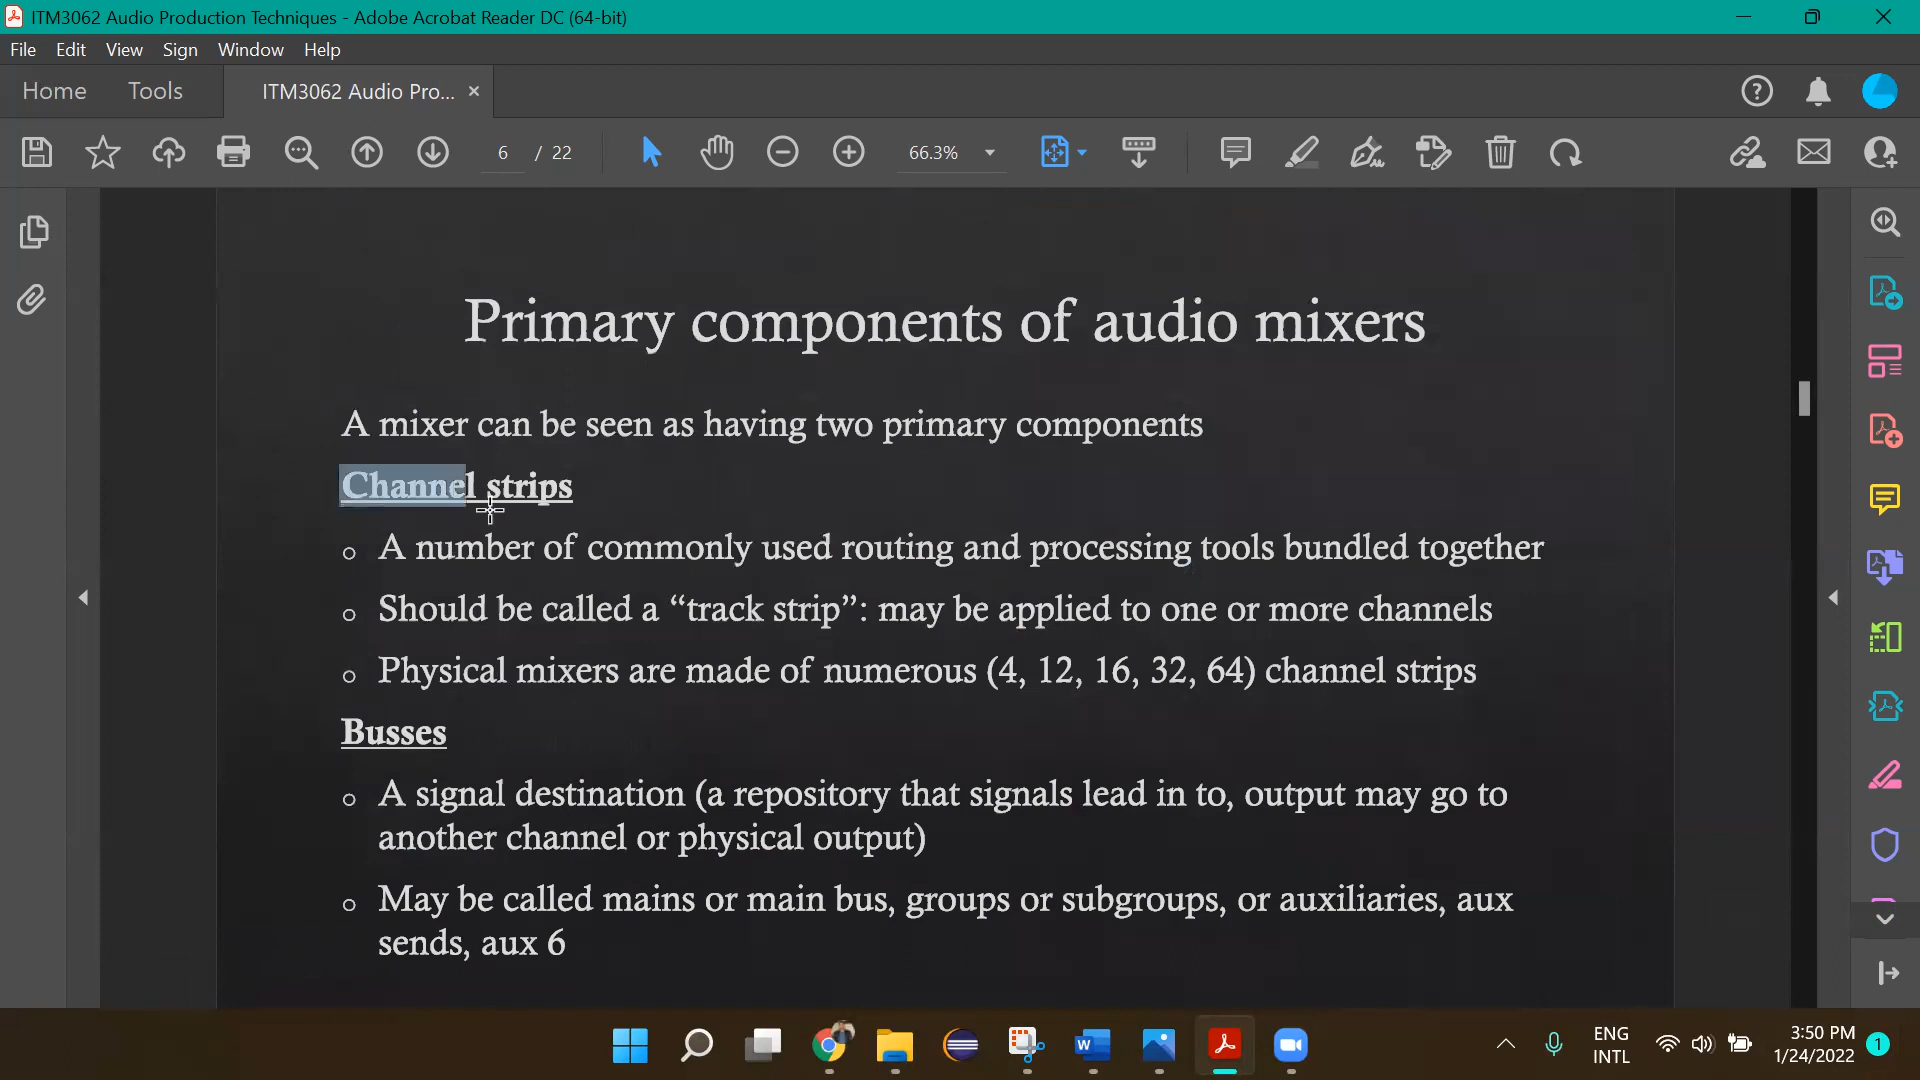 ITM3062 Audio Production Techniques - Adobe Acrobat Reader DC (64-bit)
File Edit View Sign Window Help
Home Tools ITM3062 Audio Pro... ×
6 / 22 66.3%
Primary components of audio mixers
A mixer can be seen as having two primary components
Channel strips
A number of commonly used routing and processing tools bundled together
Should be called a “track strip”: may be applied to one or more channels
Physical mixers are made of numerous (4, 12, 16, 32, 64) channel strips
Busses
A signal destination (a repository that signals lead in to, output may go to
another channel or physical output)
May be called mains or main bus, groups or subgroups, or auxiliaries, aux
sends, aux 6
ENG
INTL
3:50 PM
1/24/2022
1